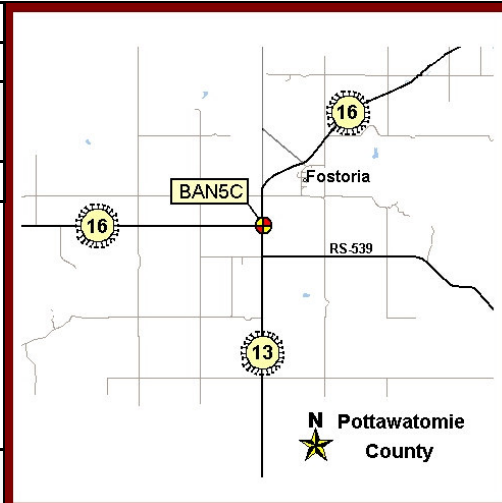 16
Fostoria
BAN5C
16
RS-539
13
N Pottawatomie
County